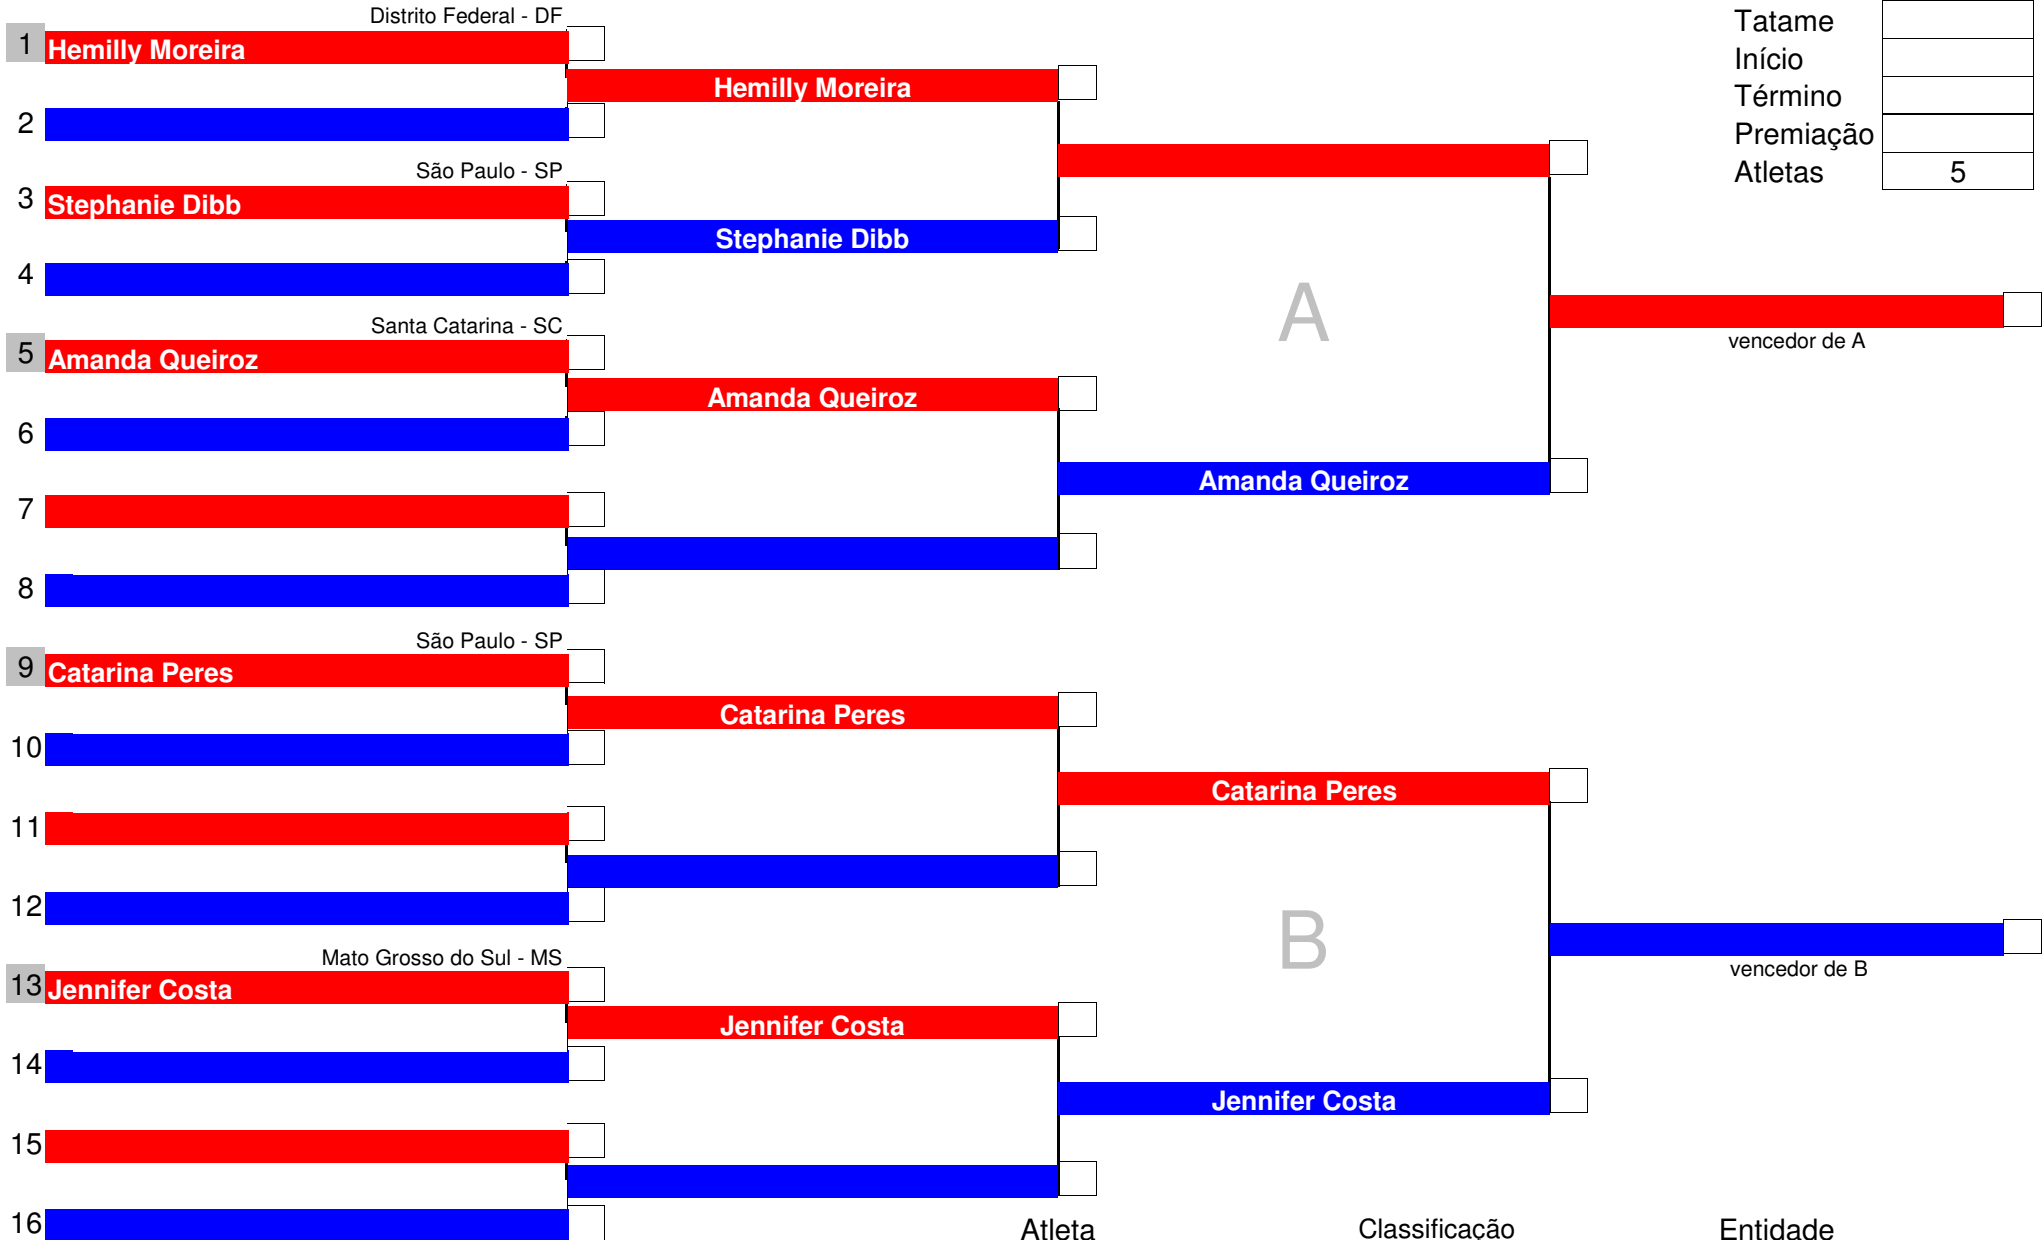 Distrito Federal - DF
Tatame
1 Hemilly Moreira
Início
Hemilly Moreira
Término
2
Premiação
São Paulo - SP
Atletas 5
3 Stephanie Dibb
Stephanie Dibb
4
A
Santa Catarina - SC
vencedor de A
5 Amanda Queiroz
Amanda Queiroz
6
Amanda Queiroz
7
8
São Paulo - SP
9 Catarina Peres
Catarina Peres
10
Catarina Peres
11
12
B
Mato Grosso do Sul - MS
vencedor de B
13 Jennifer Costa
Jennifer Costa
14
Jennifer Costa
15
16
Atleta Classificação Entidade